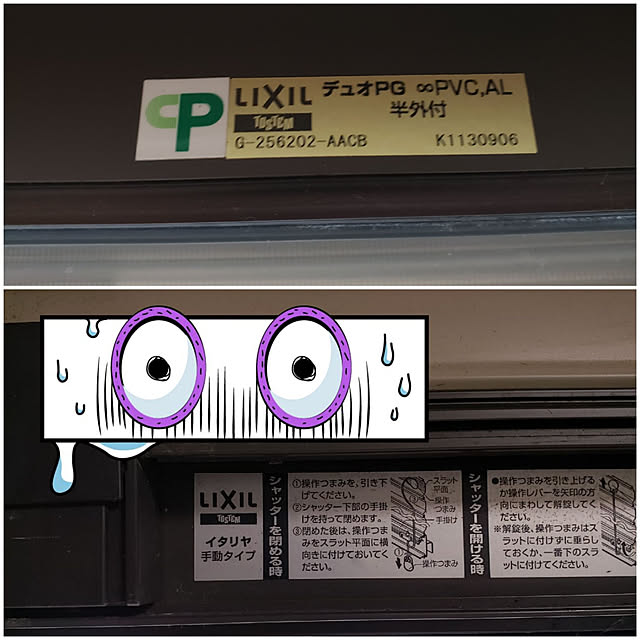 CP
LIXIL デュオPG ∞PVC,AL
TOSTEM 半外付
G-256202-AACB K1130906
LIXIL
TOSTEM
イタリヤ
手動タイプ
シャッターを閉める時
①操作つまみを、引き下
げてください。
②シャッター下部の手掛
けを持って閉めます。
③閉めた後は、操作つま
みをスラット平面に横
向きに付けておいてく
ださい。
スラット
平面
操作
つまみ
手掛け
①
操作つまみ
シャッターを開ける時
●操作つまみを引き上げる
か操作レバーを矢印の方
向にまわして解錠してく
ださい。
※解錠後、操作つまみはス
ラットに付けずに垂らし
ておくか、一番下のスラ
ットに付けてください。